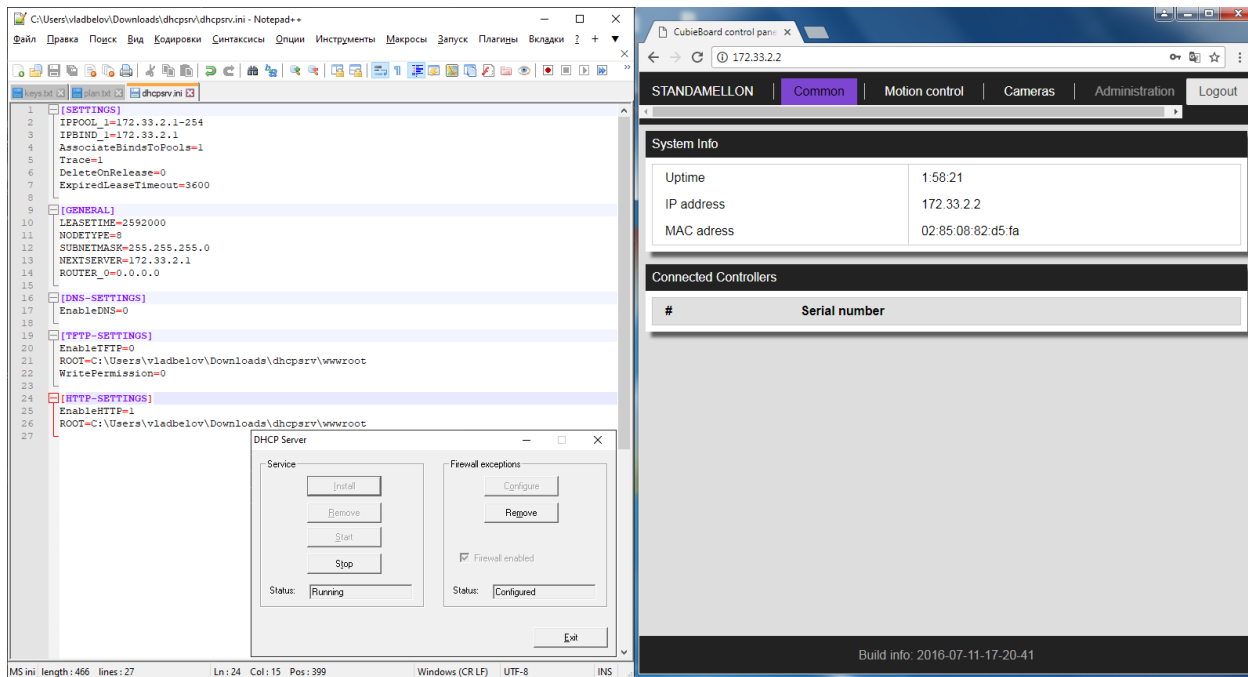 C:\Users\vladbelov\Downloads\dhcpsrv\dhcpsrv.ini - Notepad++
Файл Правка Поиск Вид Кодировки Синтаксисы Опции Инструменты Макросы Запуск Плагины Вкладки ? + ▼ X
keys.txt plan.txt dhcpsrv.ini
1 [SETTINGS]
2 IPPOOL_1=172.33.2.1-254
3 IPBIND_1=172.33.2.1
4 AssociateBindsToPools=1
5 Trace=1
6 DeleteOnRelease=0
7 ExpiredLeaseTimeout=3600
8
9 [GENERAL]
10 LEASETIME=2592000
11 NODETYPE=8
12 SUBNETMASK=255.255.255.0
13 NEXTSERVER=172.33.2.1
14 ROUTER_0=0.0.0.0
15
16 [DNS-SETTINGS]
17 EnableDNS=0
18
19 [TFTP-SETTINGS]
20 EnableTFTP=0
21 ROOT=C:\Users\vladbelov\Downloads\dhcpsrv\wwwroot
22 WritePermission=0
23
24 [HTTP-SETTINGS]
25 EnableHTTP=1
26 ROOT=C:\Users\vladbelov\Downloads\dhcpsrv\wwwroot
27
DHCP Server
Service
Install
Remove
Start
Stop
Status: Running
Firewall exceptions
Configure
Remove
Firewall enabled
Status: Configured
Exit
MS ini length : 466 lines : 27 Ln : 24 Col : 15 Pos : 399 Windows (CR LF) UTF-8 INS
CubieBoard control pane
172.33.2.2
STANDAMELLON Common Motion control Cameras Administration Logout
System Info
Uptime 1:58:21
IP address 172.33.2.2
MAC adress 02:85:08:82:d5:fa
Connected Controllers
# Serial number
Build info: 2016-07-11-17-20-41